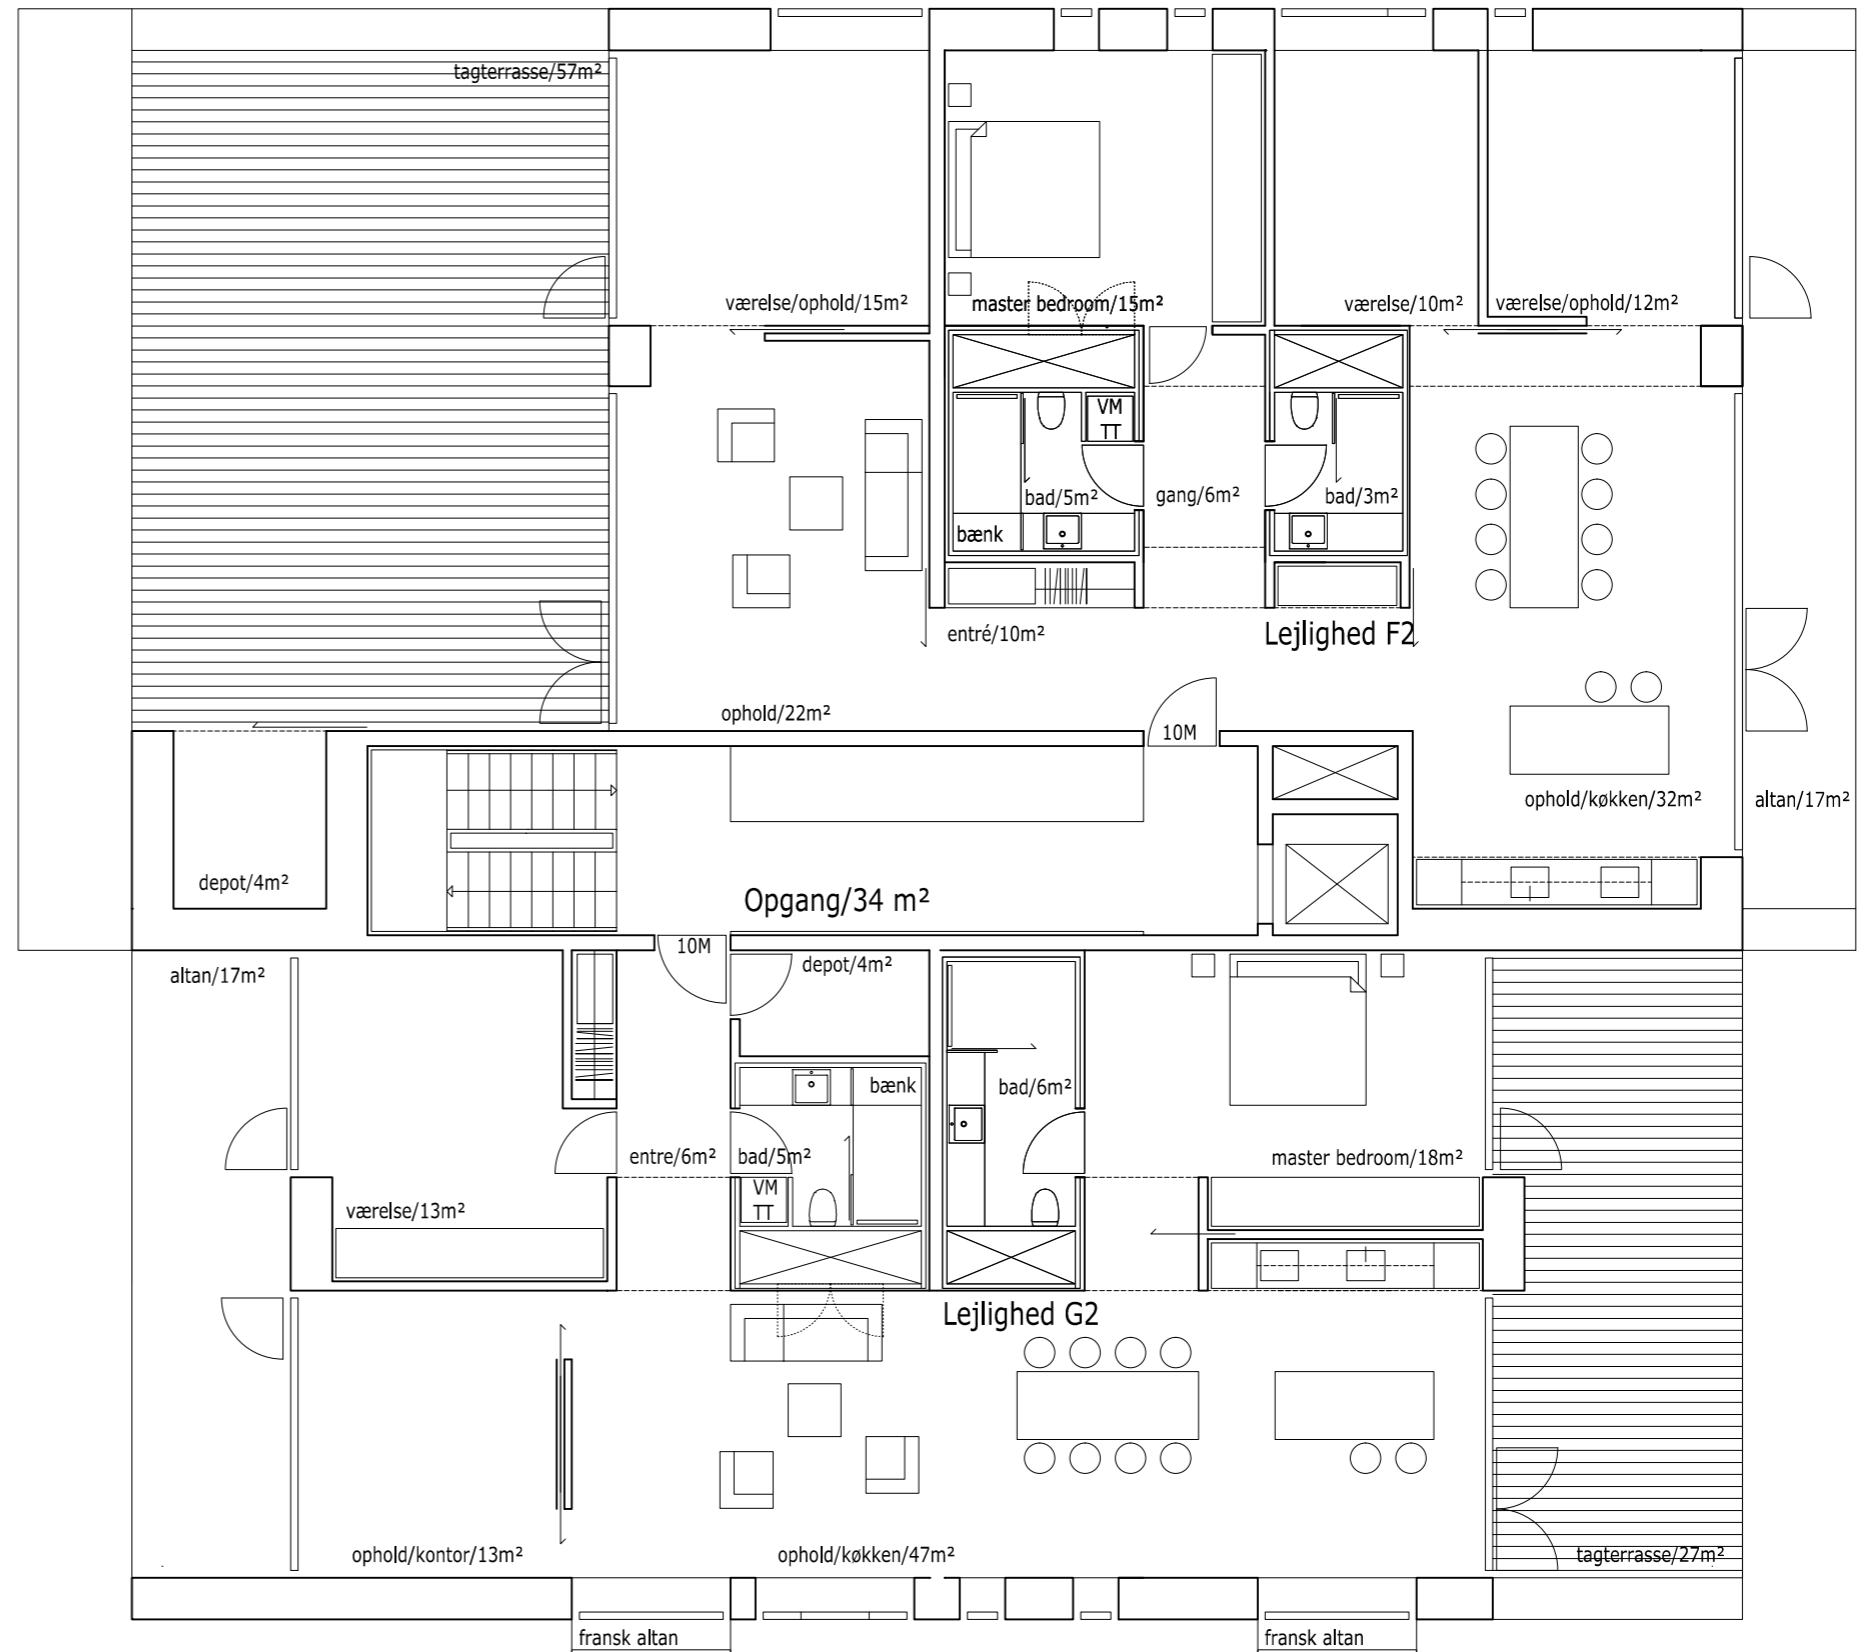 tagterrasse/57m²
værelse/ophold/15m²
master bedroom/15m²
værelse/10m²
værelse/ophold/12m²
VM
TT
bad/5m²
gang/6m²
bad/3m²
bænk
entré/10m²
Lejlighed F2
ophold/22m²
10M
ophold/køkken/32m²
altan/17m²
depot/4m²
Opgang/34 m²
10M
altan/17m²
depot/4m²
bænk
bad/6m²
entre/6m²
bad/5m²
master bedroom/18m²
VM
TT
værelse/13m²
Lejlighed G2
ophold/kontor/13m²
ophold/køkken/47m²
tagterrasse/27m²
fransk altan
fransk altan